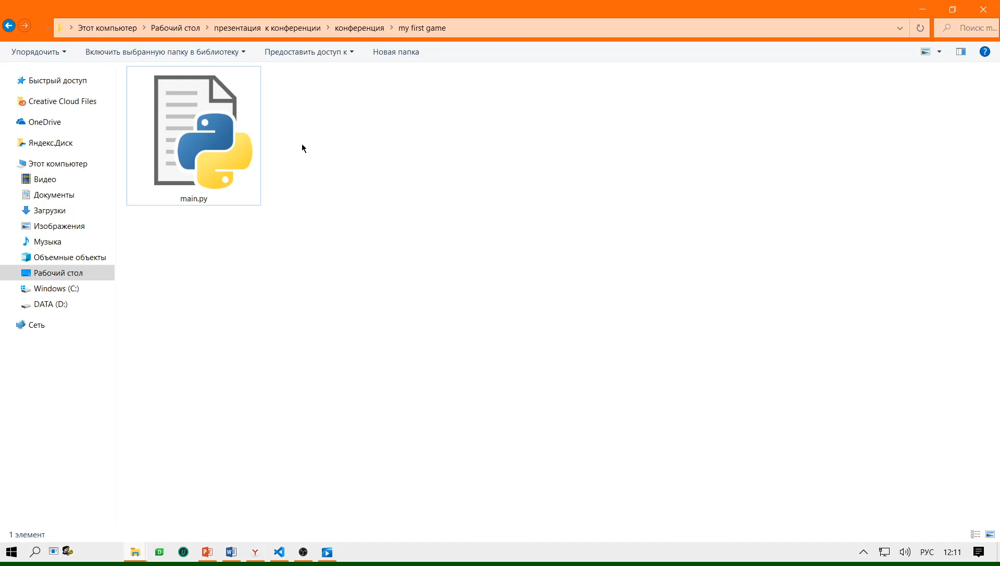 Этот компьютер
Рабочий стол
презентация к конференции
конференция
my first game
Поиск: m...
Упорядочить
Включить выбранную папку в библиотеку
Предоставить доступ к
Новая папка
?
Быстрый доступ
Creative Cloud Files
OneDrive
Яндекс.Диск
Этот компьютер
Видео
Документы
Загрузки
Изображения
Музыка
Объемные объекты
Рабочий стол
Windows (C:)
DATA (D:)
Сеть
main.py
1 элемент
РУС
12:11